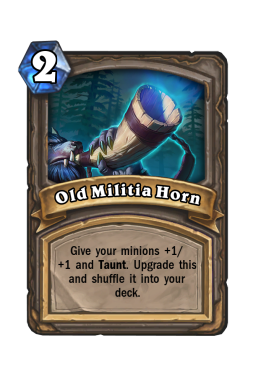 2
Old Militia Horn
Give your minions +1/
+1 and Taunt. Upgrade this
and shuffle it into your
deck.